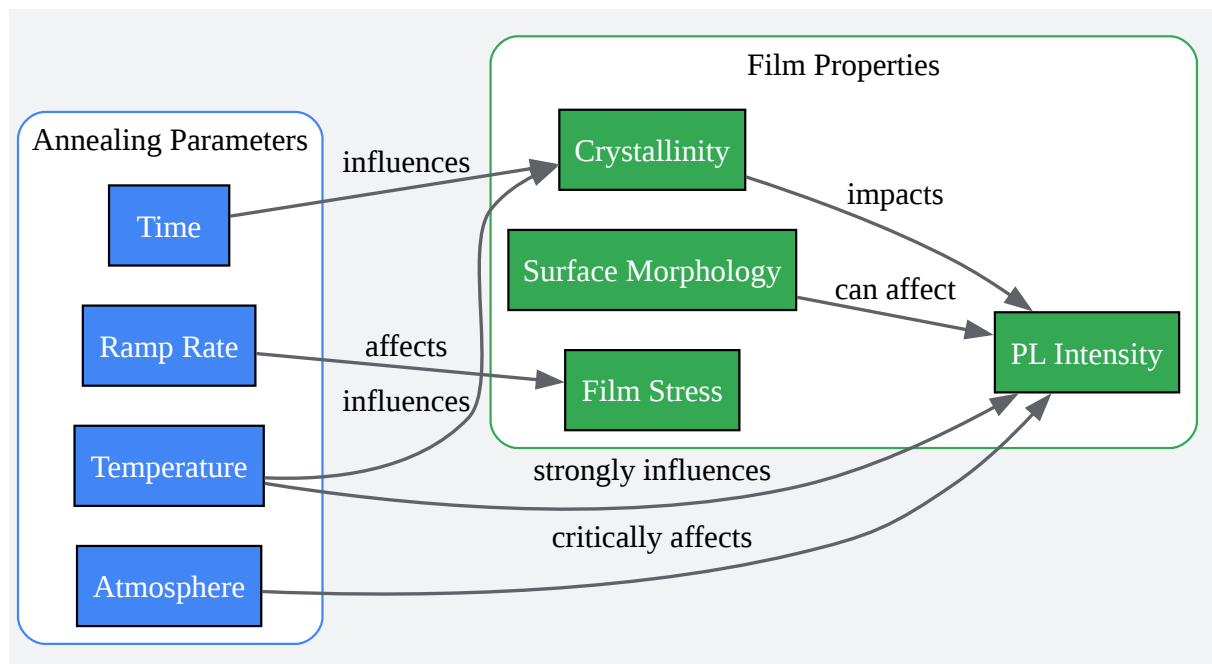 Film Properties
Annealing Parameters
Crystallinity
influences
impacts
Time
Surface Morphology
can affect
Ramp Rate
affects
PL Intensity
Film Stress
influences
Temperature
strongly influences
critically affects
Atmosphere